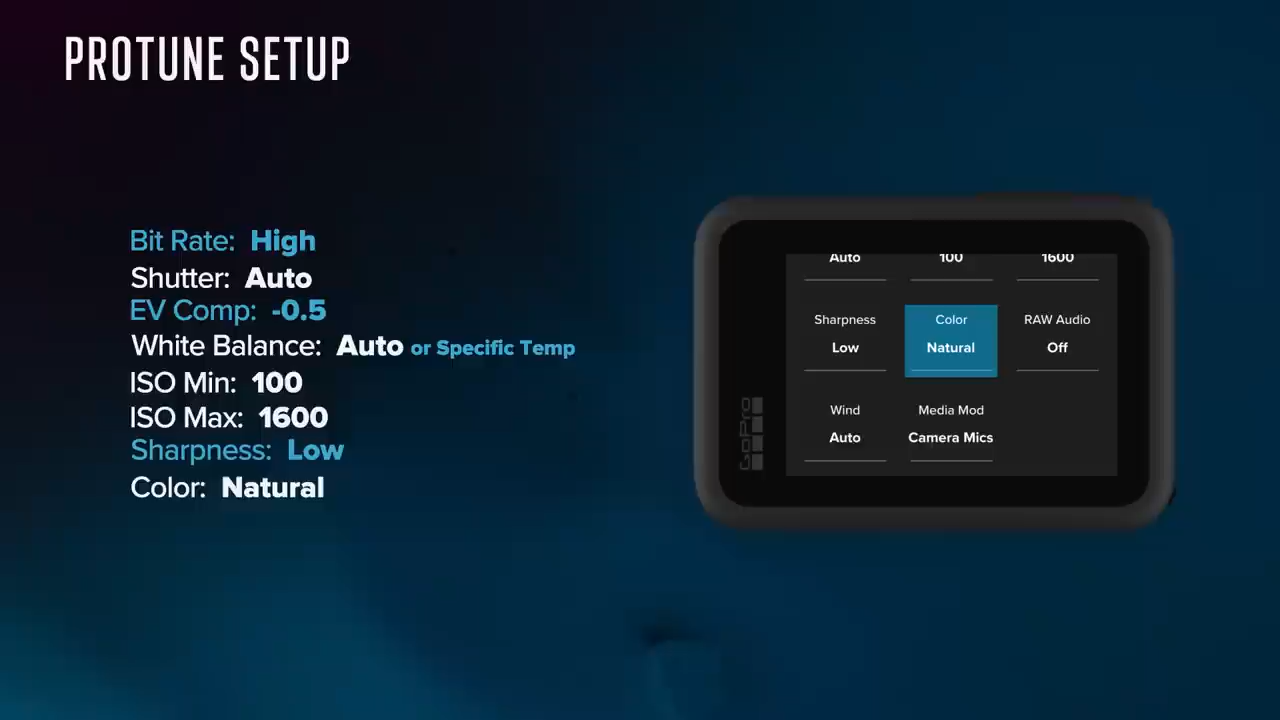 PROTUNE SETUP
Bit Rate: High
Shutter: Auto
EV Comp: -0.5
White Balance: Auto or Specific Temp
ISO Min: 100
ISO Max: 1600
Sharpness: Low
Color: Natural
Auto 100 1600
Sharpness Color RAW Audio
Low Natural Off
Wind Media Mod
Auto Camera Mics
GoPro